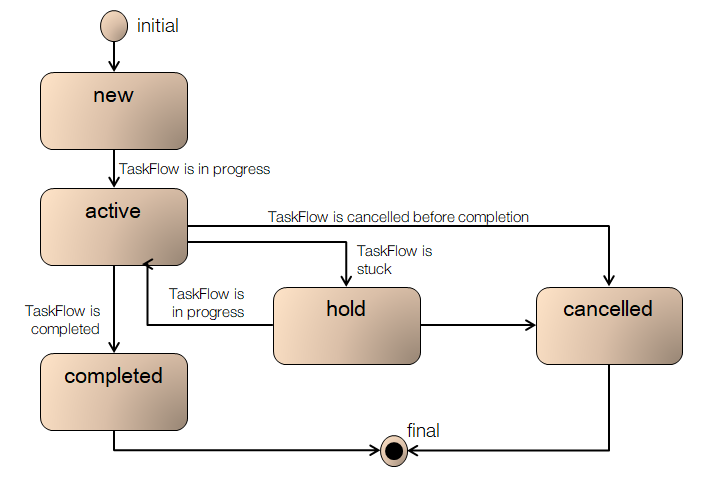 initial
new
TaskFlow is in progress
active
TaskFlow is cancelled before completion
TaskFlow is
stuck
TaskFlow is
in progress
hold
cancelled
TaskFlow is
completed
completed
final